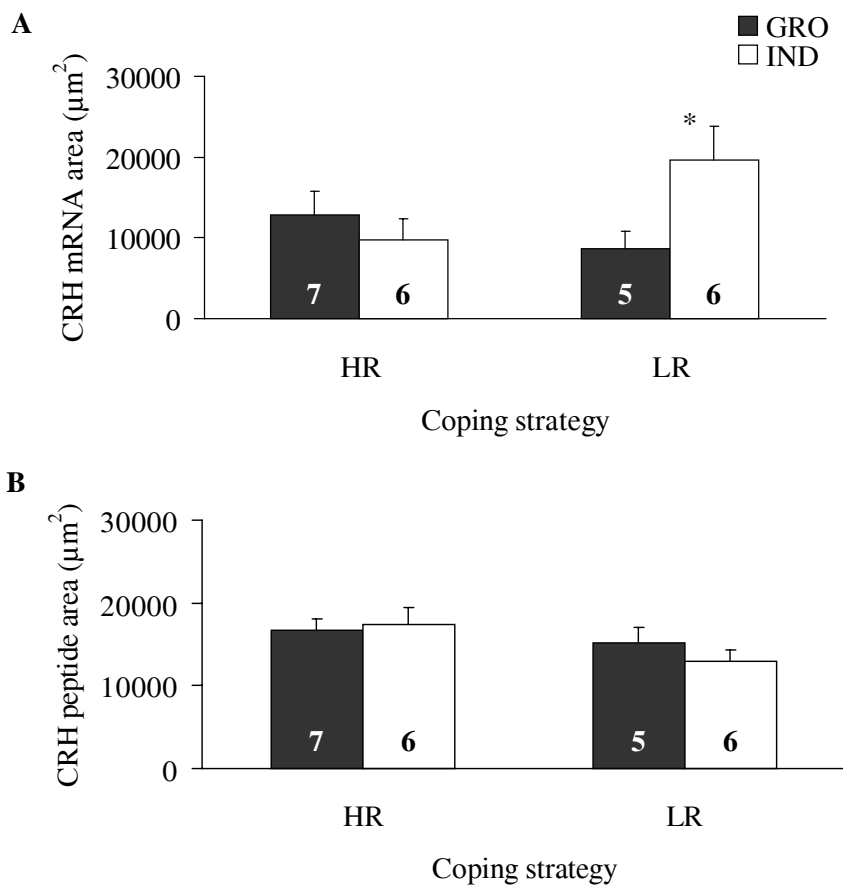 A
GRO
IND
CRH mRNA area (µm²)
30000
20000
10000
0
*
7 6 5 6
HR LR
Coping strategy
B
CRH peptide area (µm²)
30000
20000
10000
0
7 6 5 6
HR LR
Coping strategy